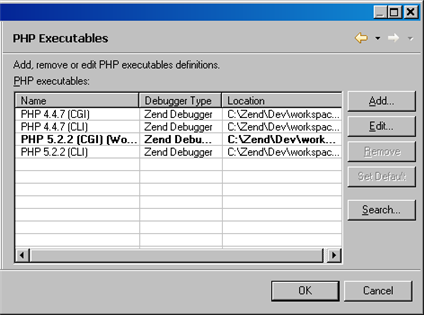 PHP Executables
Add, remove or edit PHP executables definitions.
PHP executables:
Name Debugger Type Location
PHP 4.4.7 (CGI) Zend Debugger C:\Zend\Dev\workspac...
PHP 4.4.7 (CLI) Zend Debugger C:\Zend\Dev\workspac...
PHP 5.2.2 (CGI) (Wo... Zend Debu... C:\Zend\Dev\work...
PHP 5.2.2 (CLI) Zend Debugger C:\Zend\Dev\workspac...
Add...
Edit...
Remove
Set Default
Search...
OK Cancel